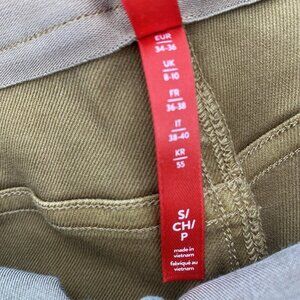 EUR
34-36
UK
8-10
FR
36-38
IT
38-40
KR
55
S/
CH/
P
made in
vietnam
fabriqué au
vietnam